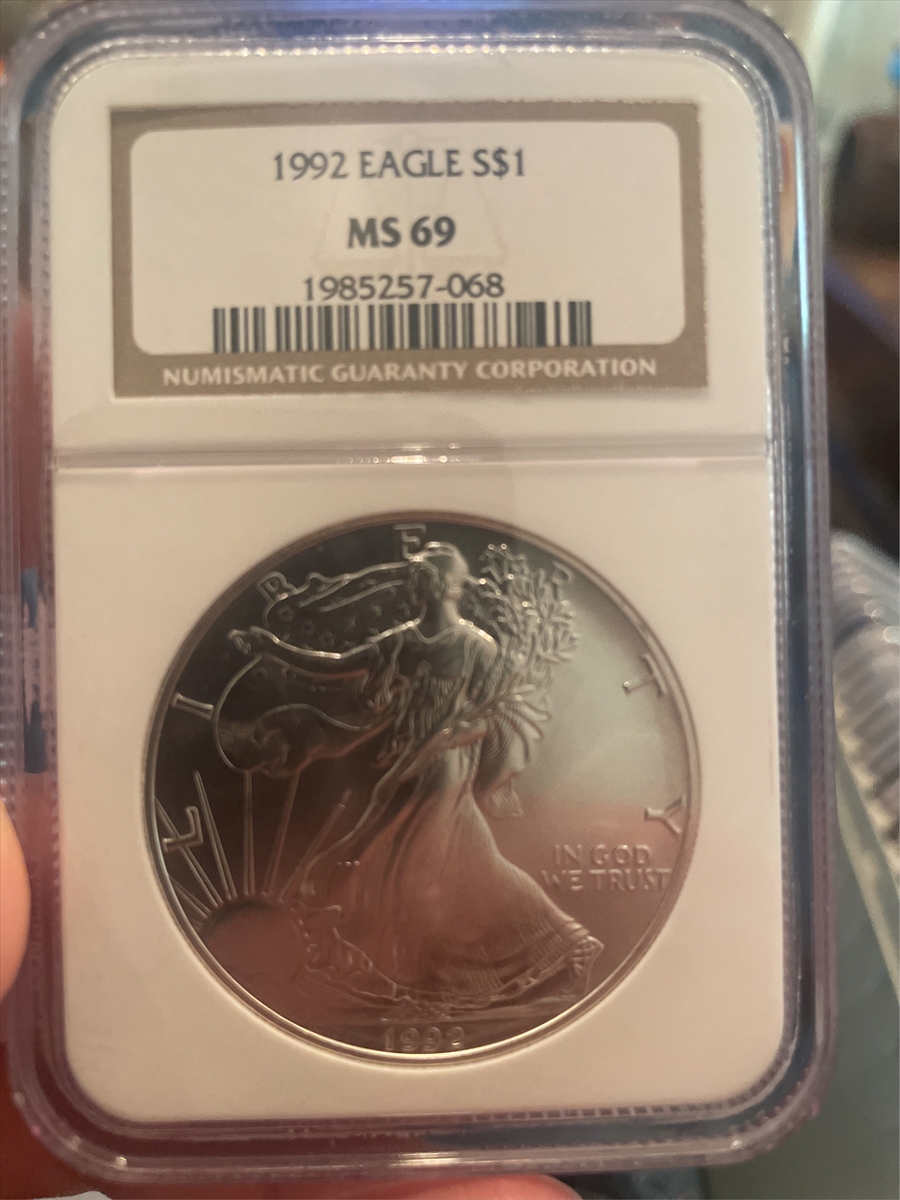 1992 EAGLE S$1
MS 69
1985257-068
NUMISMATIC GUARANTY CORPORATION
LIBERTY
IN GOD
WE TRUST
1992